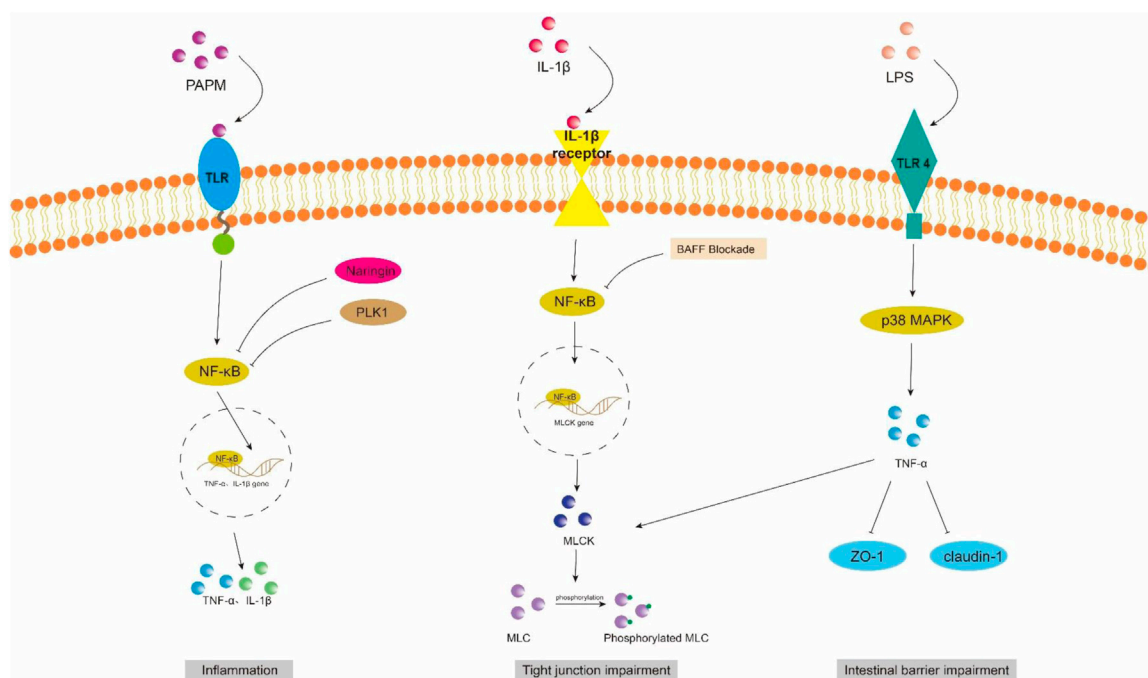 PAPM
IL-1β
LPS
TLR
IL-1β
receptor
TLR 4
BAFF Blockade
Naringin
PLK1
NF-κB
p38 MAPK
NF-κB
NF-κB
MLCK gene
NF-κB
TNF-α、IL-1β gene
TNF-α
MLCK
ZO-1
claudin-1
TNF-α、IL-1β
phosphorylation
MLC
Phosphorylated MLC
Inflammation
Tight junction impairment
Intestinal barrier impairment